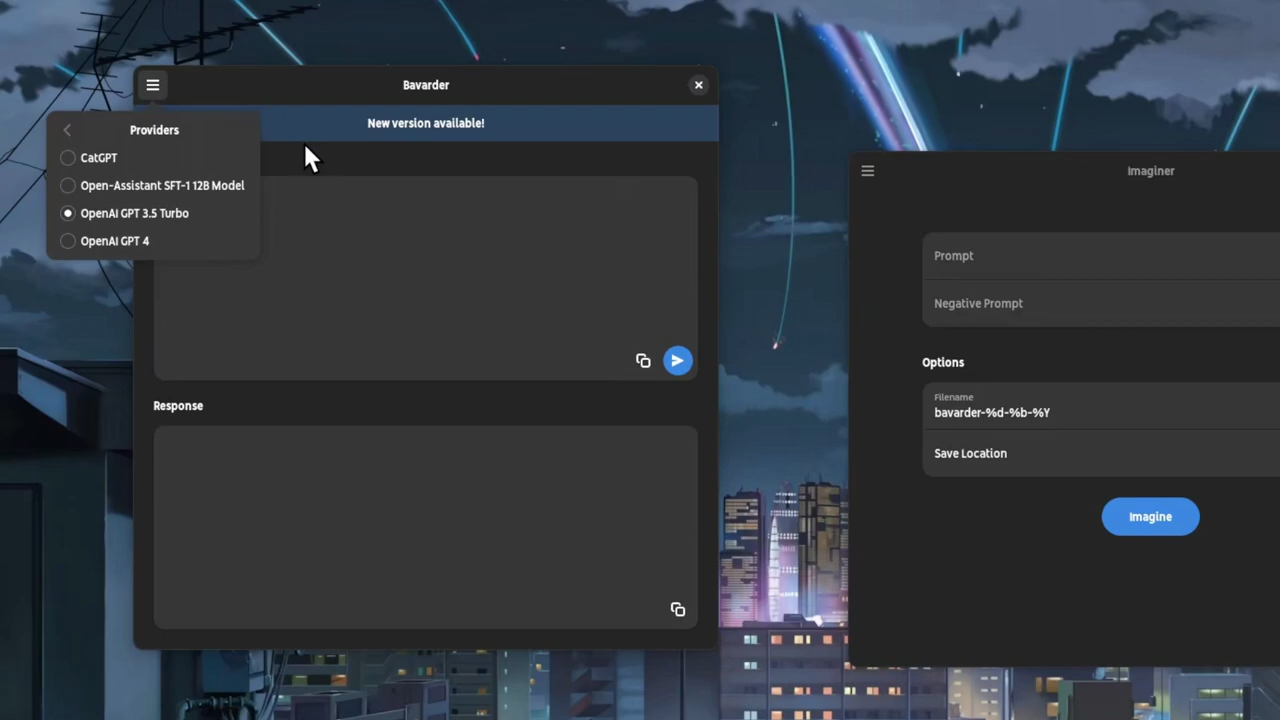 Bavarder
New version available!
Providers
CatGPT
Open-Assistant SFT-1 12B Model
OpenAI GPT 3.5 Turbo
OpenAI GPT 4
Response
Imaginer
Prompt
Negative Prompt
Options
Filename
bavarder-%d-%b-%Y
Save Location
Imagine